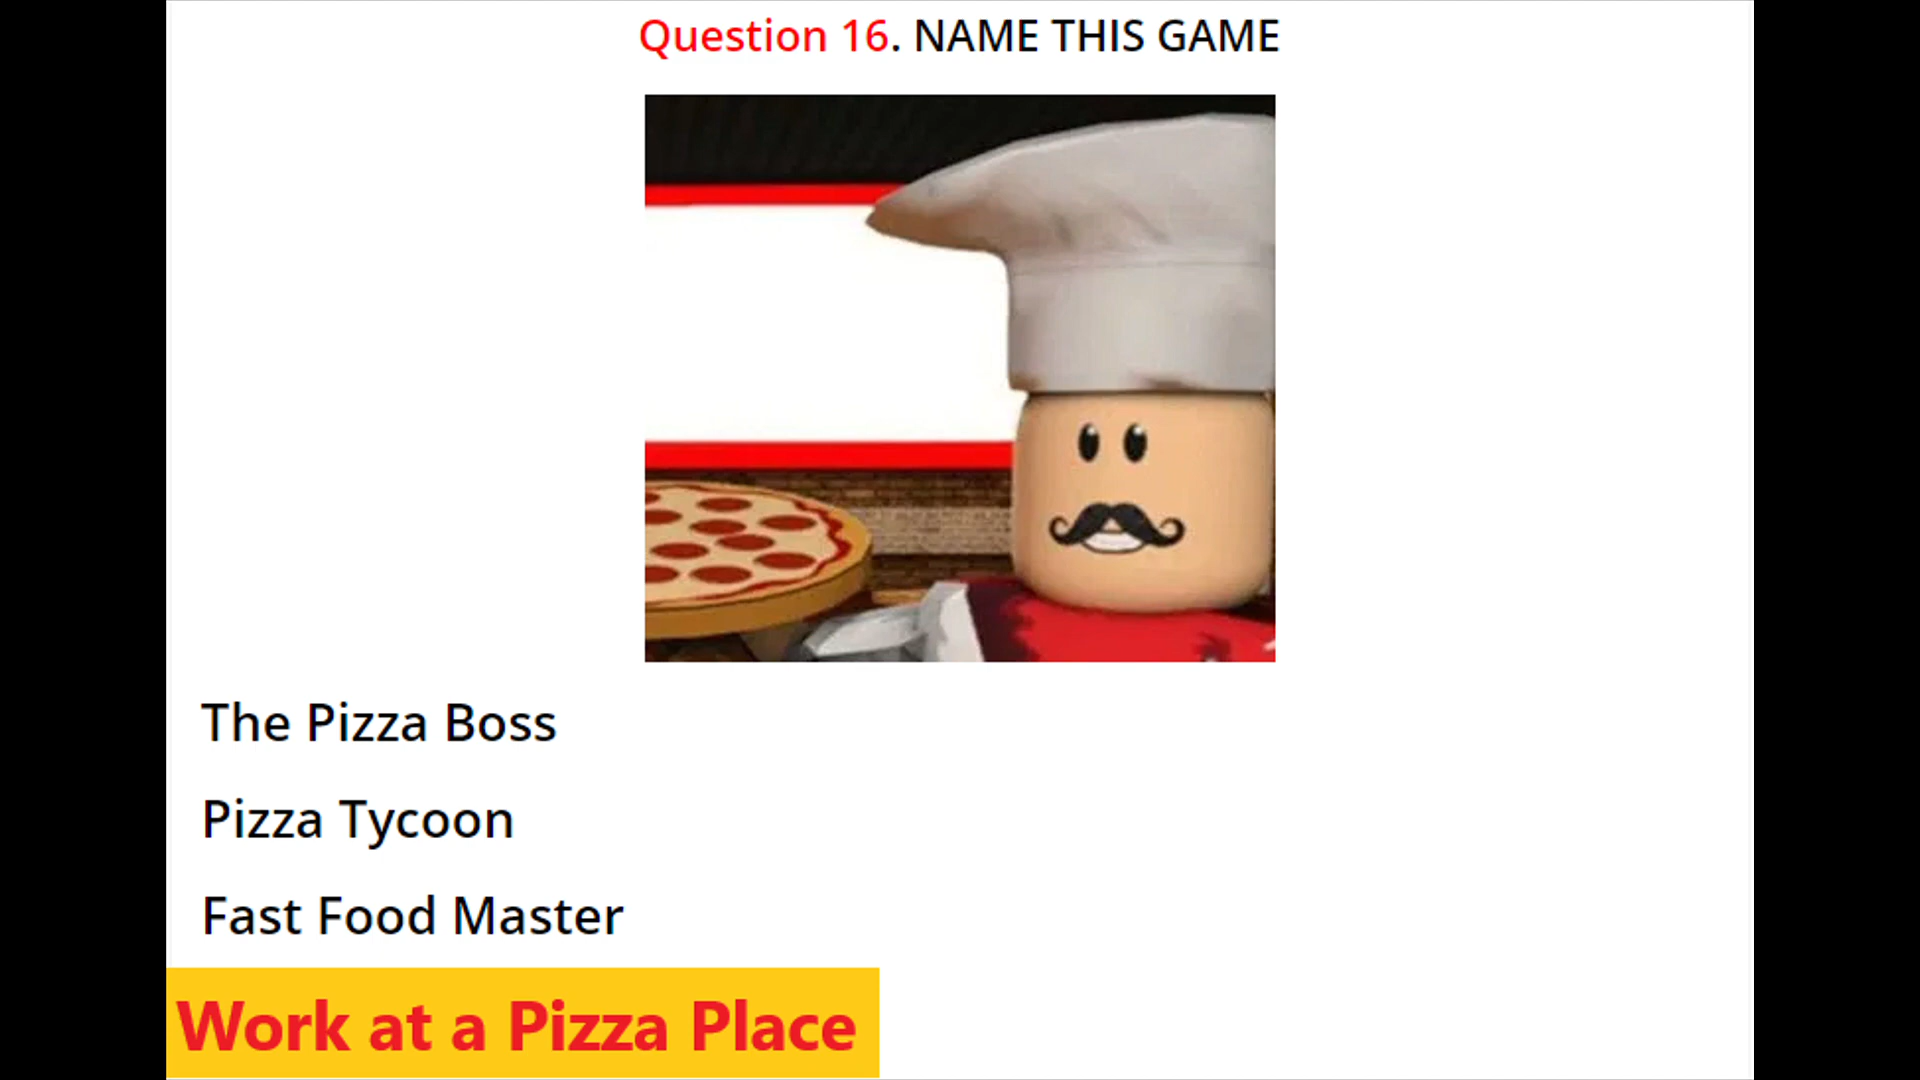 Question 16. NAME THIS GAME
The Pizza Boss
Pizza Tycoon
Fast Food Master
Work at a Pizza Place